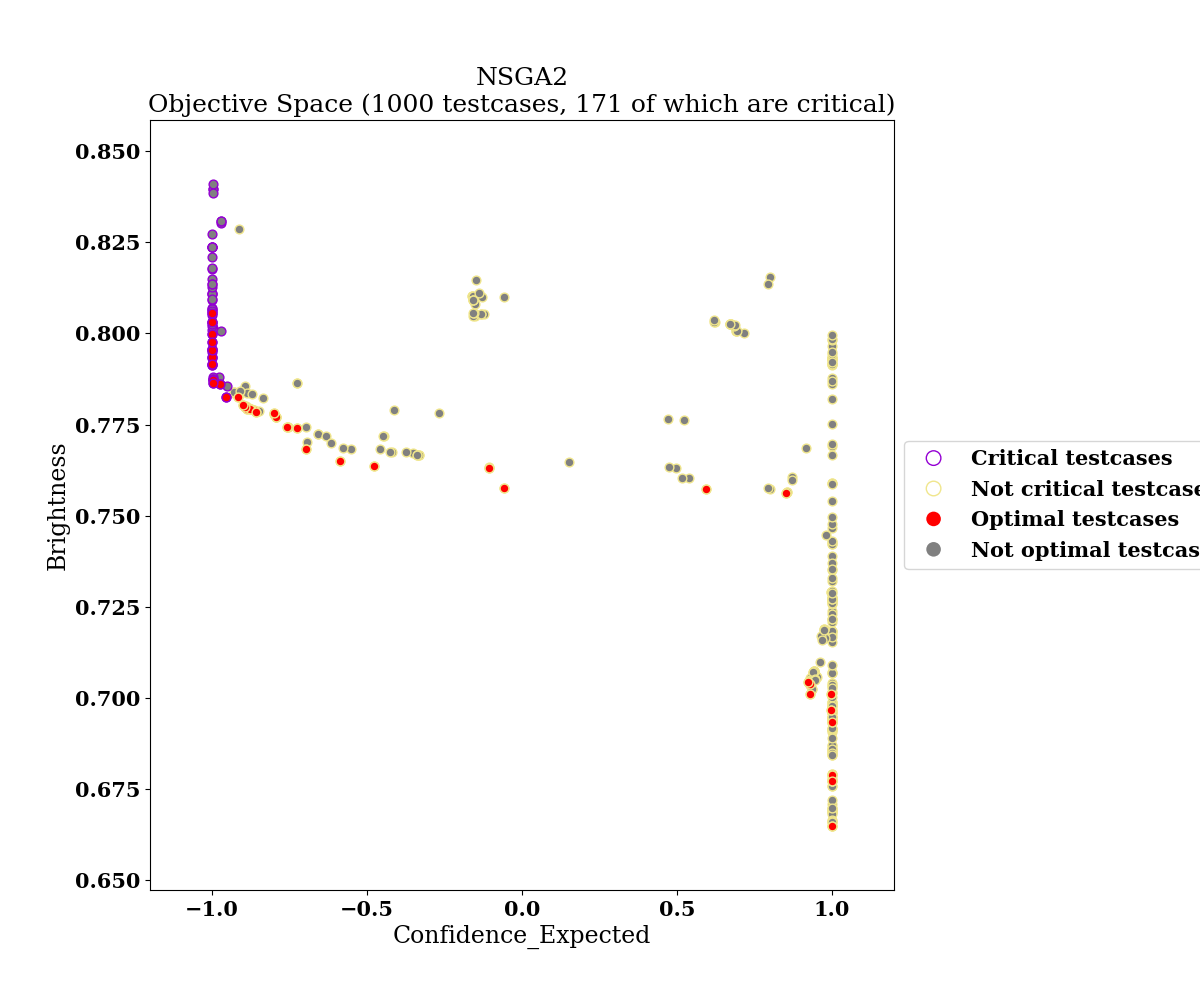 NSGA2
Objective Space (1000 testcases, 171 of which are critical)
0.850
0.825
0.800
0.775
0.750
0.725
0.700
0.675
0.650
Brightness
−1.0
−0.5
0.0
0.5
1.0
Confidence_Expected
Critical testcases
Not critical testcase
Optimal testcases
Not optimal testcas